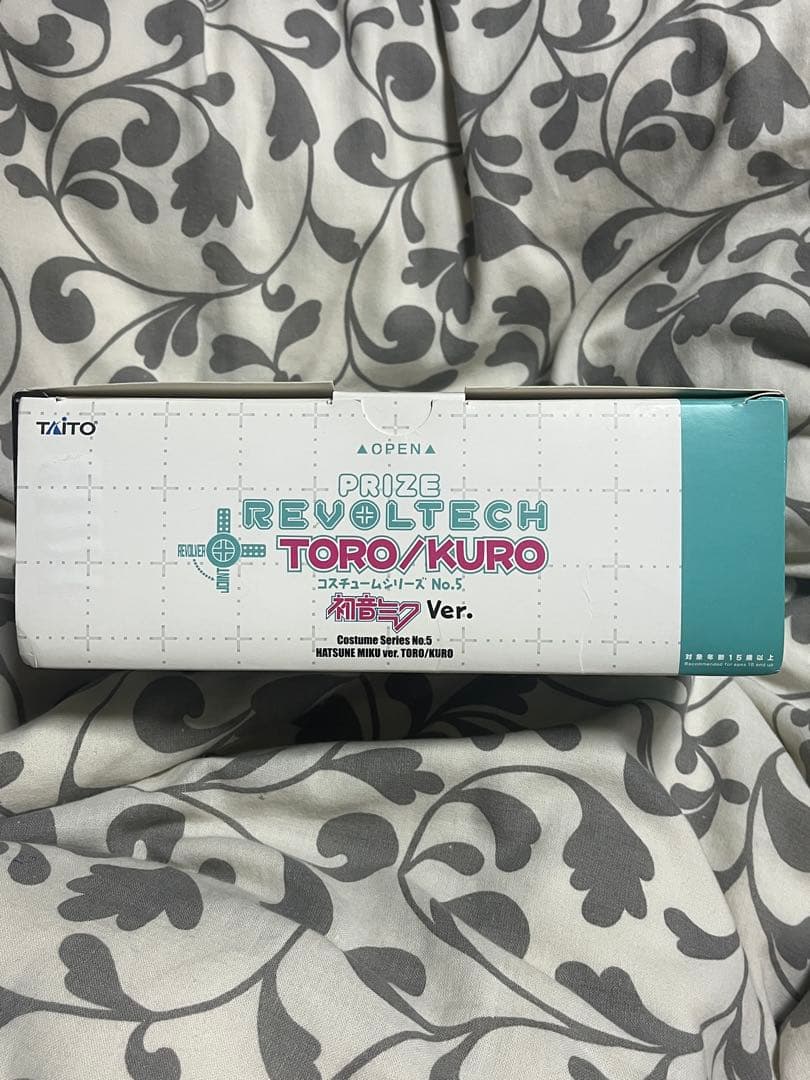 TAITO®
▲OPEN▲
PRIZE
REVOLTECH
REVOLVER
JOINT
TORO/KURO
コスチュームシリーズ No.5
初音ミク Ver.
Costume Series No.5
HATSUNE MIKU ver. TORO/KURO
対象年齢15歳以上
Recommended for ages 15 and up